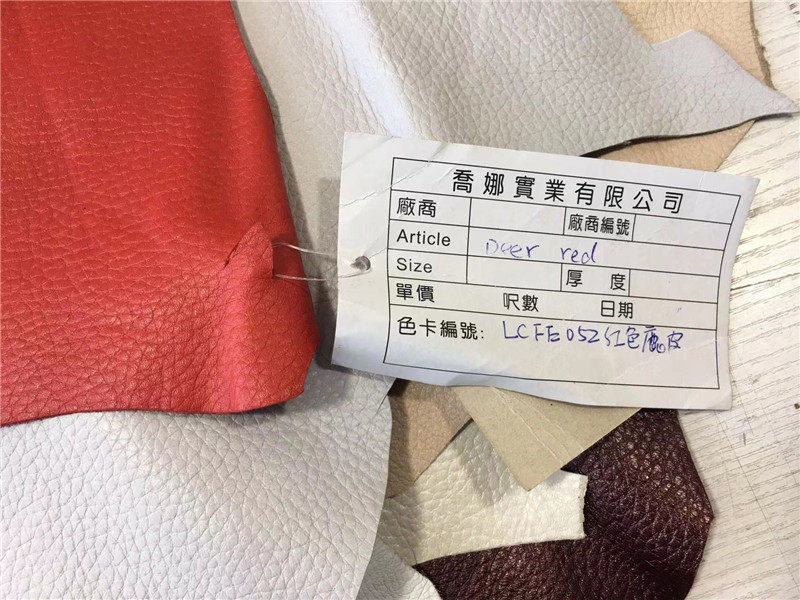 喬娜實業有限公司
廠商 廠商編號
Article Deer red
Size 厚 度
單價 呎數 日期
色卡編號: LCFE052红色鹿皮